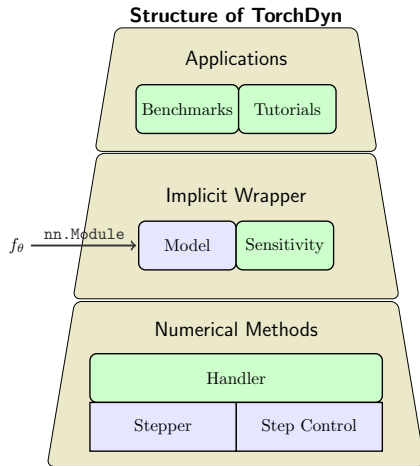 Structure of TorchDyn
Applications
Benchmarks Tutorials
Implicit Wrapper
f_θ nn.Module Model Sensitivity
Numerical Methods
Handler
Stepper Step Control